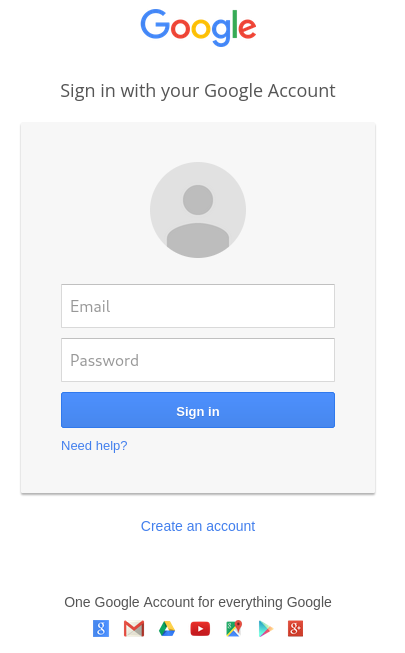 Google
Sign in with your Google Account
Email
Password
Sign in
Need help?
Create an account
One Google Account for everything Google